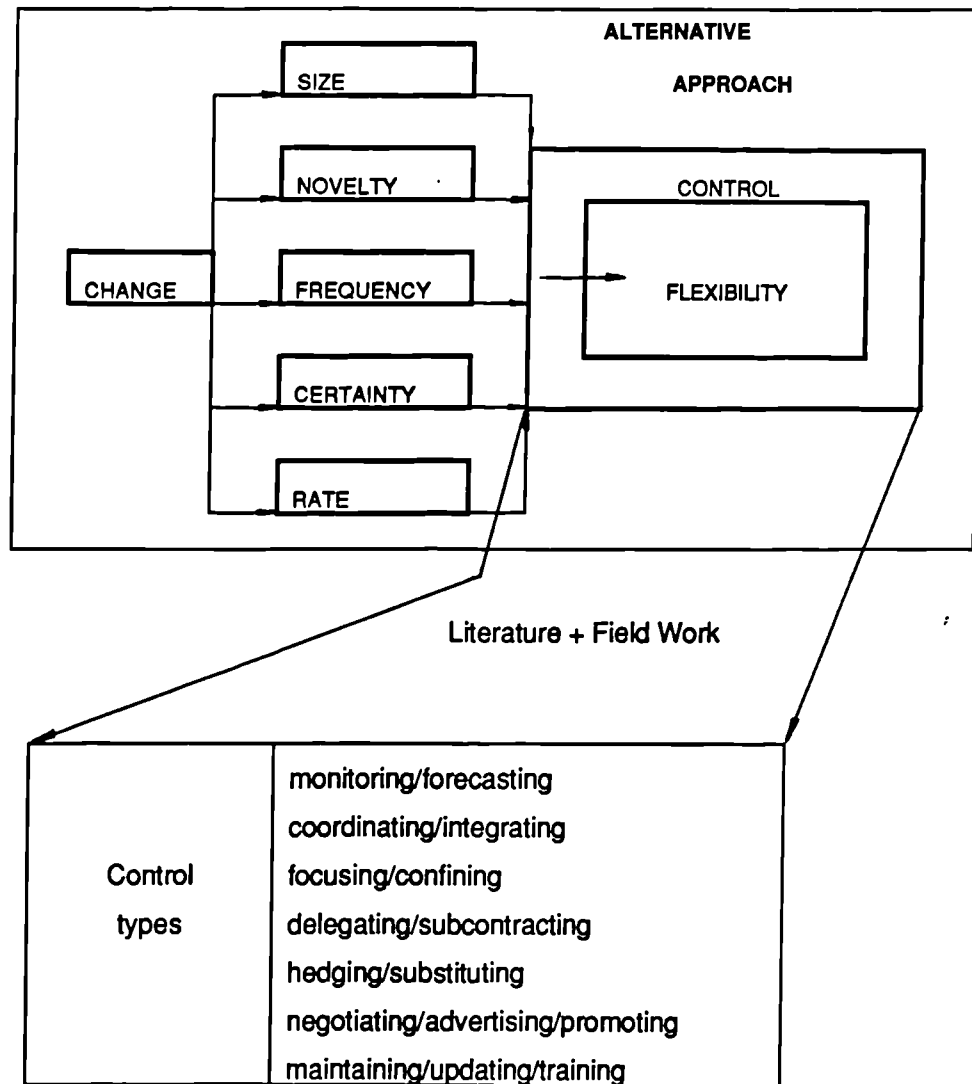 ALTERNATIVE
APPROACH
SIZE
NOVELTY
CONTROL
CHANGE
FREQUENCY
FLEXIBILITY
CERTAINTY
RATE
Literature + Field Work
Control
types
monitoring/forecasting
coordinating/integrating
focusing/confining
delegating/subcontracting
hedging/substituting
negotiating/advertising/promoting
maintaining/updating/training